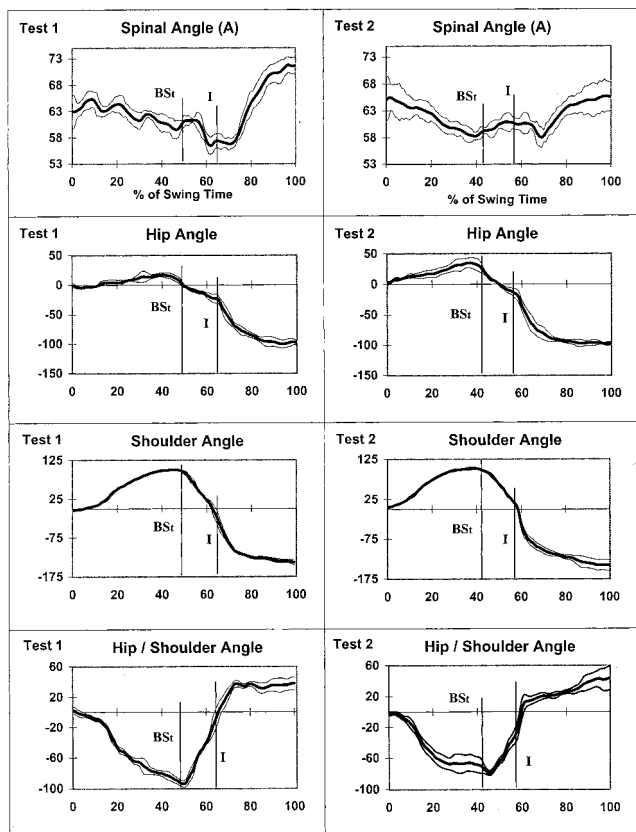 Test 1 Spinal Angle (A)
73
68
63
58
53
BSt
I
0 20 40 60 80 100
% of Swing Time
Test 2 Spinal Angle (A)
73
68
63
58
53
BSt
I
0 20 40 60 80 100
% of Swing Time
Test 1 Hip Angle
50
0
-50
-100
-150
BSt
I
0 20 40 60 80 100
Test 2 Hip Angle
50
0
-50
-100
-150
BSt
I
0 20 40 60 80 100
Test 1 Shoulder Angle
125
25
-75
-175
BSt
I
0 20 40 60 80 100
Test 2 Shoulder Angle
125
25
-75
-175
BSt
I
0 20 40 60 80 100
Test 1 Hip / Shoulder Angle
60
20
-20
-60
-100
BSt
I
0 20 40 60 80 100
Test 2 Hip / Shoulder Angle
60
20
-20
-60
-100
BSt
I
0 20 40 60 80 100